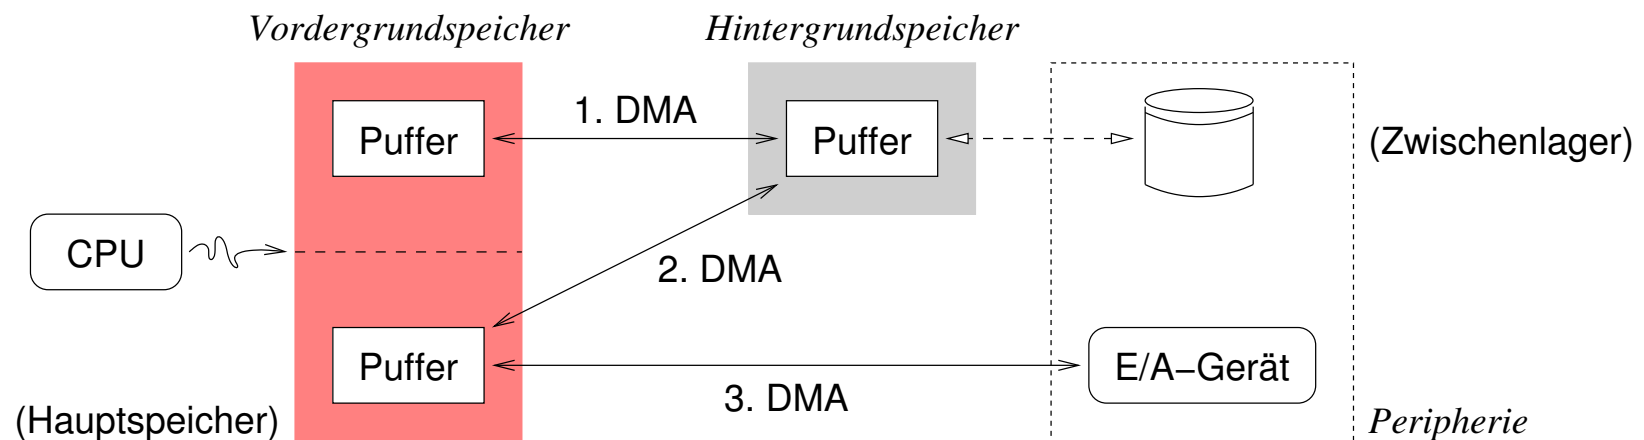 Vordergrundspeicher
Hintergrundspeicher
Puffer
1. DMA
Puffer
(Zwischenlager)
CPU
2. DMA
Puffer
3. DMA
E/A−Gerät
(Hauptspeicher)
Peripherie